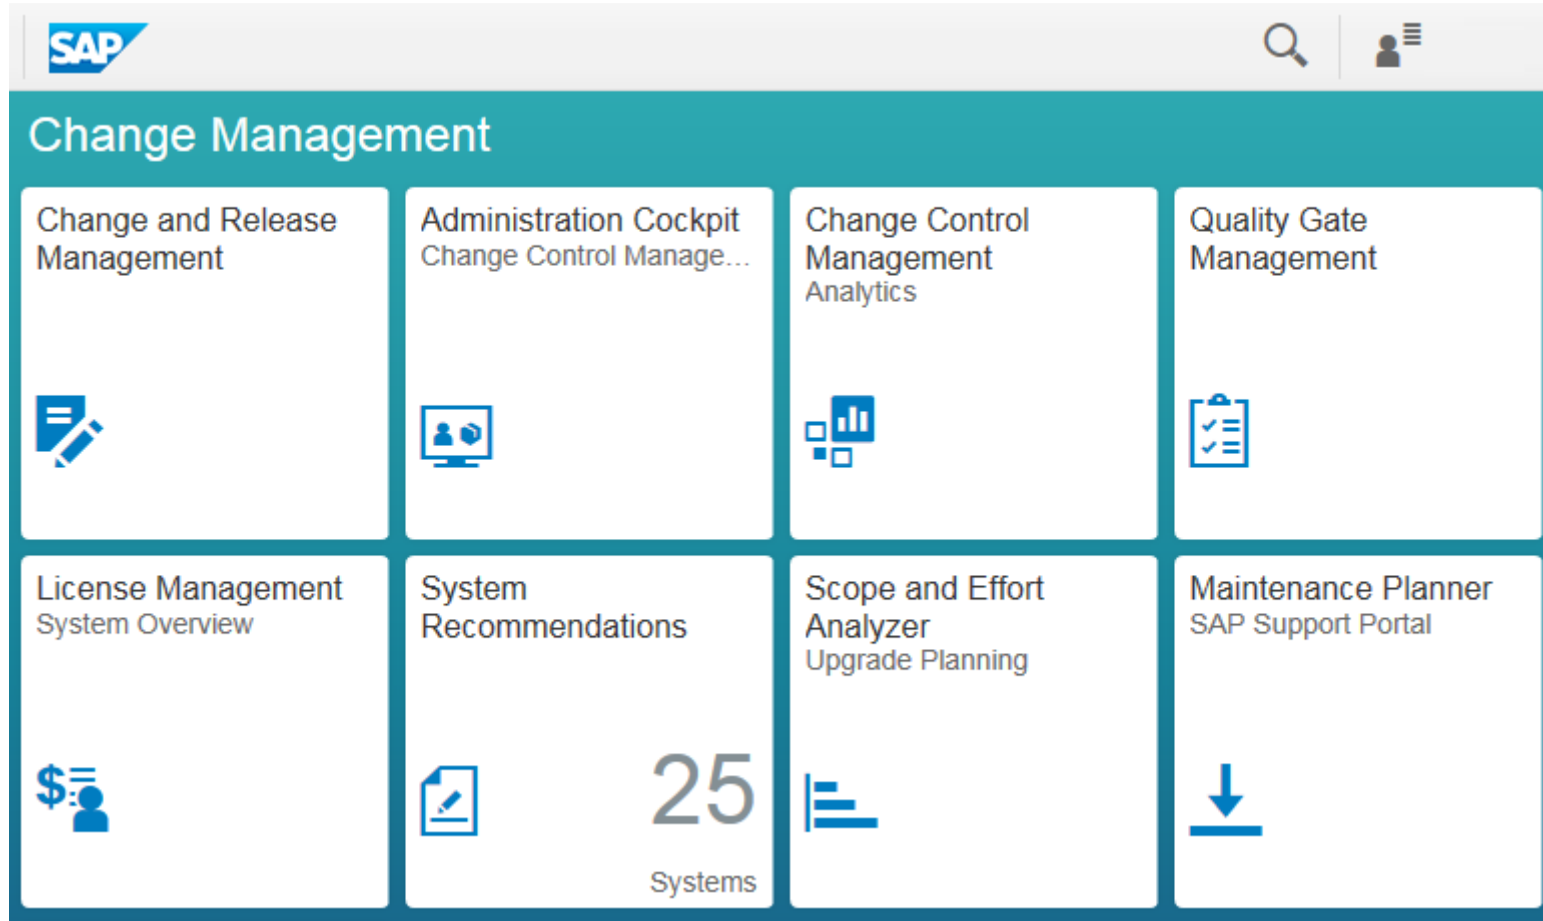 SAP
Change Management
Change and Release
Management
Administration Cockpit
Change Control Manage...
Change Control
Management
Analytics
Quality Gate
Management
License Management
System Overview
System
Recommendations
25
Systems
Scope and Effort
Analyzer
Upgrade Planning
Maintenance Planner
SAP Support Portal